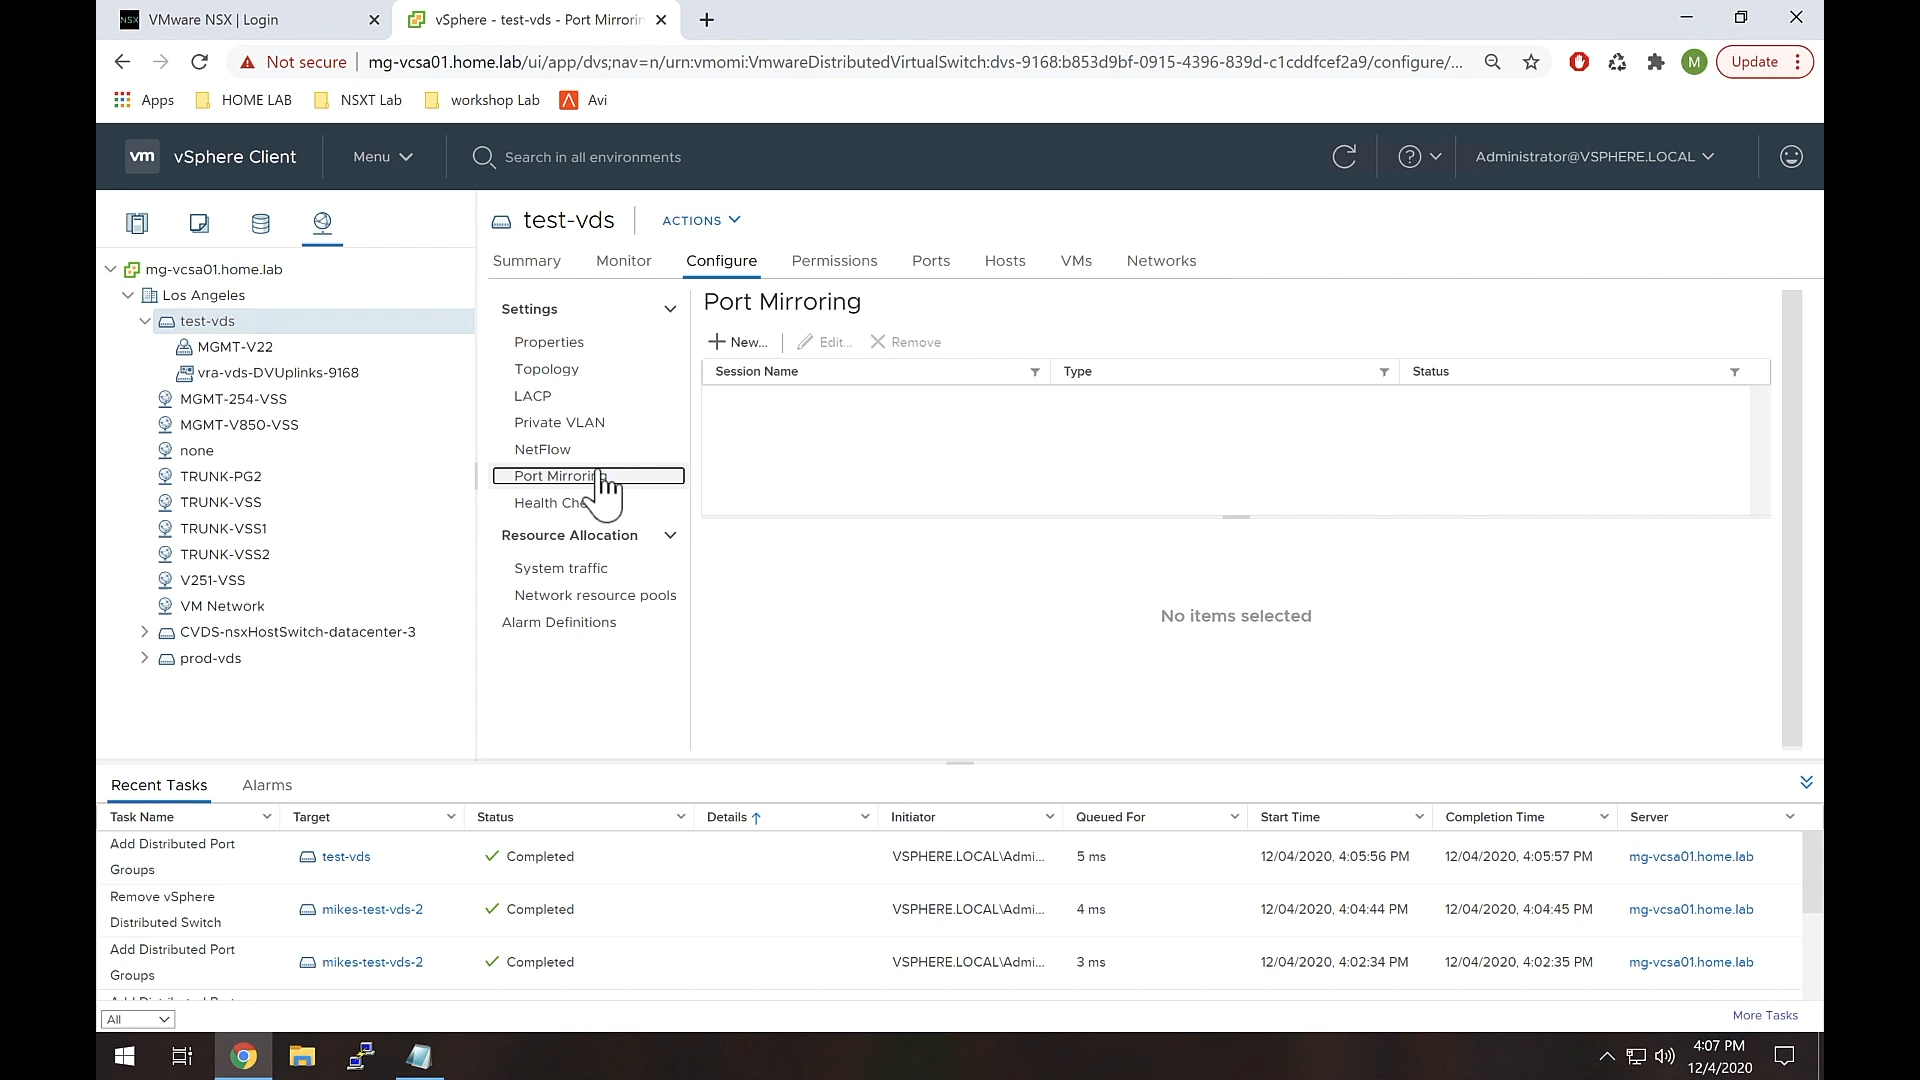 NSX VMware NSX | Login
vSphere - test-vds - Port Mirrorin
Not secure
mg-vcsa01.home.lab/ui/app/dvs;nav=n/urn:vmomi:VmwareDistributedVirtualSwitch:dvs-9168:b853d9bf-0915-4396-839d-c1cddfcef2a9/configure/...
M
Update
Apps
HOME LAB
NSXT Lab
workshop Lab
Avi
vm vSphere Client
Menu
Search in all environments
Administrator@VSPHERE.LOCAL
mg-vcsa01.home.lab
Los Angeles
test-vds
MGMT-V22
vra-vds-DVUplinks-9168
MGMT-254-VSS
MGMT-V850-VSS
none
TRUNK-PG2
TRUNK-VSS
TRUNK-VSS1
TRUNK-VSS2
V251-VSS
VM Network
CVDS-nsxHostSwitch-datacenter-3
prod-vds
test-vds
ACTIONS
Summary
Monitor
Configure
Permissions
Ports
Hosts
VMs
Networks
Settings
Properties
Topology
LACP
Private VLAN
NetFlow
Port Mirroring
Health Che
Resource Allocation
System traffic
Network resource pools
Alarm Definitions
Port Mirroring
New...
Edit...
Remove
Session Name
Type
Status
No items selected
Recent Tasks
Alarms
Task Name
Target
Status
Details
Initiator
Queued For
Start Time
Completion Time
Server
Add Distributed Port
Groups
test-vds
Completed
VSPHERE.LOCAL\Admi...
5 ms
12/04/2020, 4:05:56 PM
12/04/2020, 4:05:57 PM
mg-vcsa01.home.lab
Remove vSphere
Distributed Switch
mikes-test-vds-2
Completed
VSPHERE.LOCAL\Admi...
4 ms
12/04/2020, 4:04:44 PM
12/04/2020, 4:04:45 PM
mg-vcsa01.home.lab
Add Distributed Port
Groups
mikes-test-vds-2
Completed
VSPHERE.LOCAL\Admi...
3 ms
12/04/2020, 4:02:34 PM
12/04/2020, 4:02:35 PM
mg-vcsa01.home.lab
All
More Tasks
4:07 PM
12/4/2020